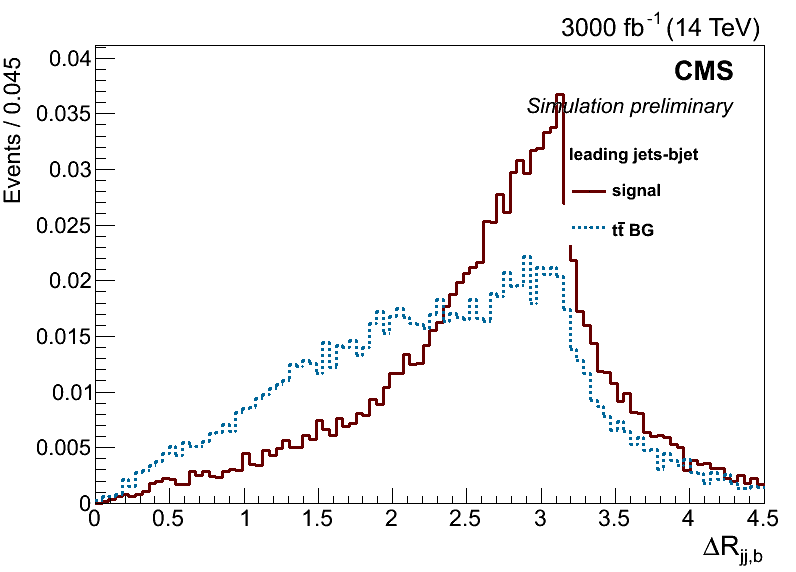 3000 fb⁻¹ (14 TeV)
CMS
Simulation preliminary
leading jets-bjet
signal
tt̄ BG
Events / 0.045
0.04
0.035
0.03
0.025
0.02
0.015
0.01
0.005
0
0 0.5 1 1.5 2 2.5 3 3.5 4 4.5
ΔR_jj,b